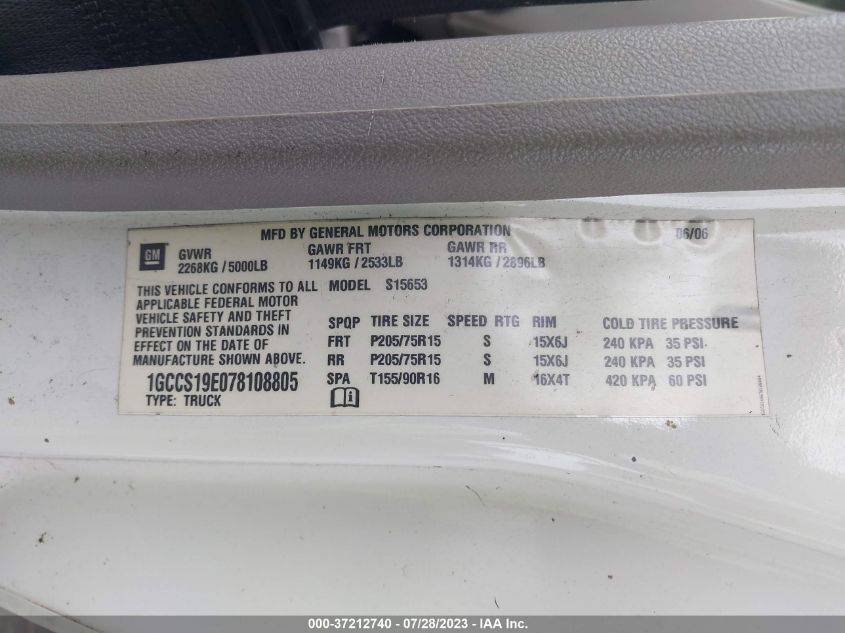 MFD BY GENERAL MOTORS CORPORATION 06/06
GM
GVWR GAWR FRT GAWR RR
2268KG / 5000LB 1149KG / 2533LB 1314KG / 2896LB
THIS VEHICLE CONFORMS TO ALL
APPLICABLE FEDERAL MOTOR
VEHICLE SAFETY AND THEFT
PREVENTION STANDARDS IN
EFFECT ON THE DATE OF
MANUFACTURE SHOWN ABOVE.
1GCCS19E078108805
TYPE: TRUCK
MODEL S15653
SPQP TIRE SIZE SPEED RTG RIM COLD TIRE PRESSURE
FRT P205/75R15 S 15X6J 240 KPA 35 PSI
RR P205/75R15 S 15X6J 240 KPA 35 PSI
SPA T155/90R16 M 16X4T 420 KPA 60 PSI
000-37212740 - 07/28/2023 - IAA Inc.